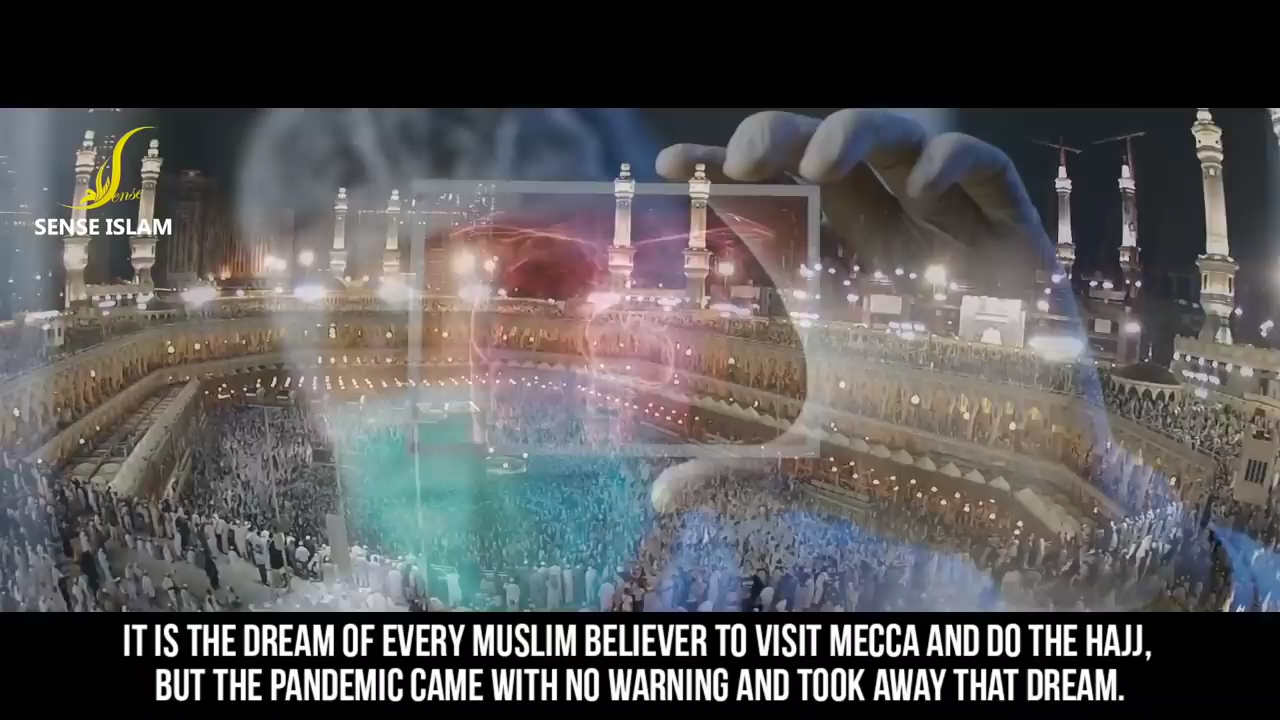 ense
SENSE ISLAM
IT IS THE DREAM OF EVERY MUSLIM BELIEVER TO VISIT MECCA AND DO THE HAJJ,
BUT THE PANDEMIC CAME WITH NO WARNING AND TOOK AWAY THAT DREAM.